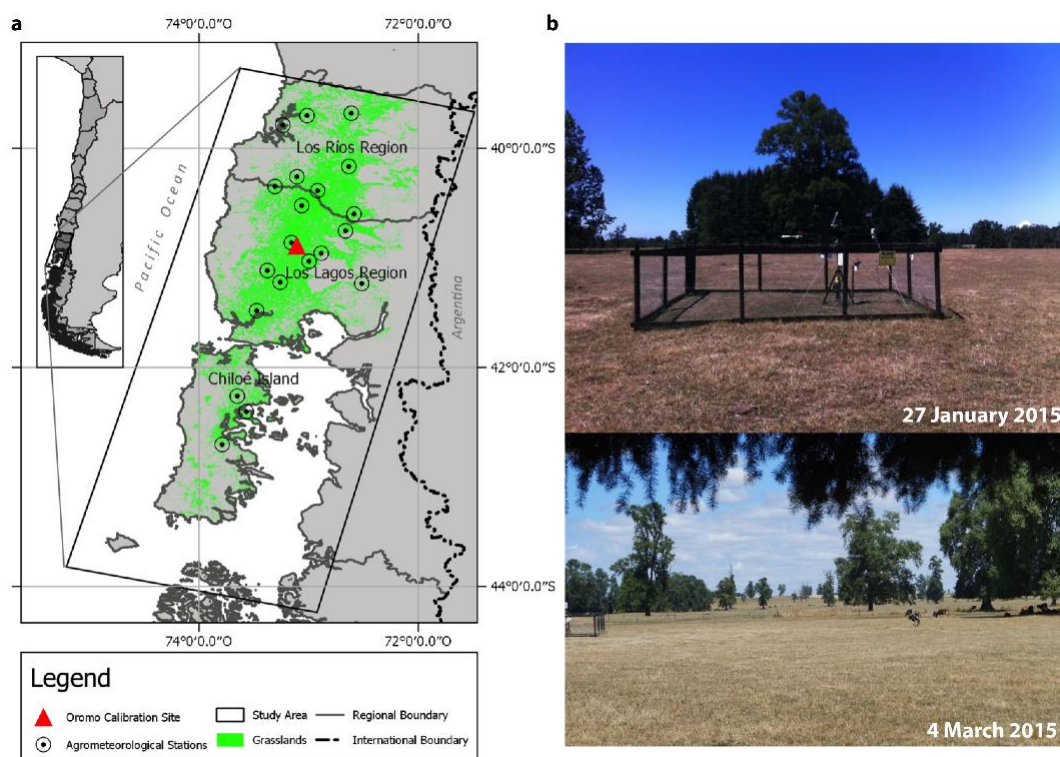 a
b
74°0'0.0"O
72°0'0.0"O
40°0'0.0"S
Los Ríos Region
Pacific Ocean
Los Lagos Region
Argentina
42°0'0.0"S
Chiloé Island
44°0'0.0"S
74°0'0.0"O
72°0'0.0"O
Legend
Oromo Calibration Site
Study Area
Regional Boundary
Agrometeorological Stations
Grasslands
International Boundary
27 January 2015
4 March 2015